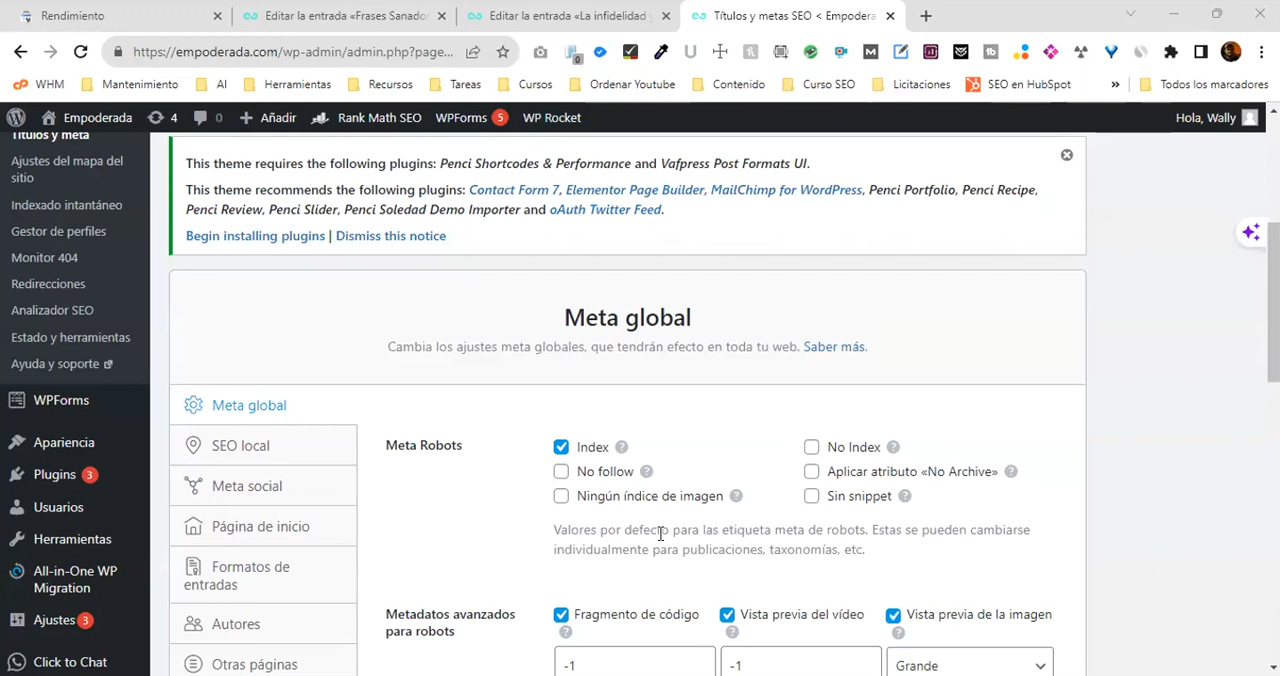 Rendimiento
Editar la entrada «Frases Sanado
Editar la entrada «La infidelidad
Títulos y metas SEO < Empodera
https://empoderada.com/wp-admin/admin.php?page...
0
WHM
Mantenimiento
AI
Herramientas
Recursos
Tareas
Cursos
Ordenar Youtube
Contenido
Curso SEO
Licitaciones
SEO en HubSpot
»
Todos los marcadores
Empoderada
4
0
Añadir
Rank Math SEO
WPForms 5
WP Rocket
Hola, Wally
Títulos y meta
Ajustes del mapa del
sitio
Indexado intantáneo
Gestor de perfiles
Monitor 404
Redirecciones
Analizador SEO
Estado y herramientas
Ayuda y soporte
WPForms
Apariencia
Plugins 3
Usuarios
Herramientas
All-in-One WP
Migration
Ajustes 3
Click to Chat
This theme requires the following plugins: Penci Shortcodes & Performance and Vafpress Post Formats UI.
This theme recommends the following plugins: Contact Form 7, Elementor Page Builder, MailChimp for WordPress, Penci Portfolio, Penci Recipe,
Penci Review, Penci Slider, Penci Soledad Demo Importer and oAuth Twitter Feed.
Begin installing plugins | Dismiss this notice
Meta global
Cambia los ajustes meta globales, que tendrán efecto en toda tu web. Saber más.
Meta global
SEO local
Meta social
Página de inicio
Formatos de
entradas
Autores
Otras páginas
Meta Robots
Index
No Index
No follow
Aplicar atributo «No Archive»
Ningún índice de imagen
Sin snippet
Valores por defecto para las etiqueta meta de robots. Estas se pueden cambiarse
individualmente para publicaciones, taxonomías, etc.
Metadatos avanzados
para robots
Fragmento de código
Vista previa del vídeo
Vista previa de la imagen
-1
-1
Grande